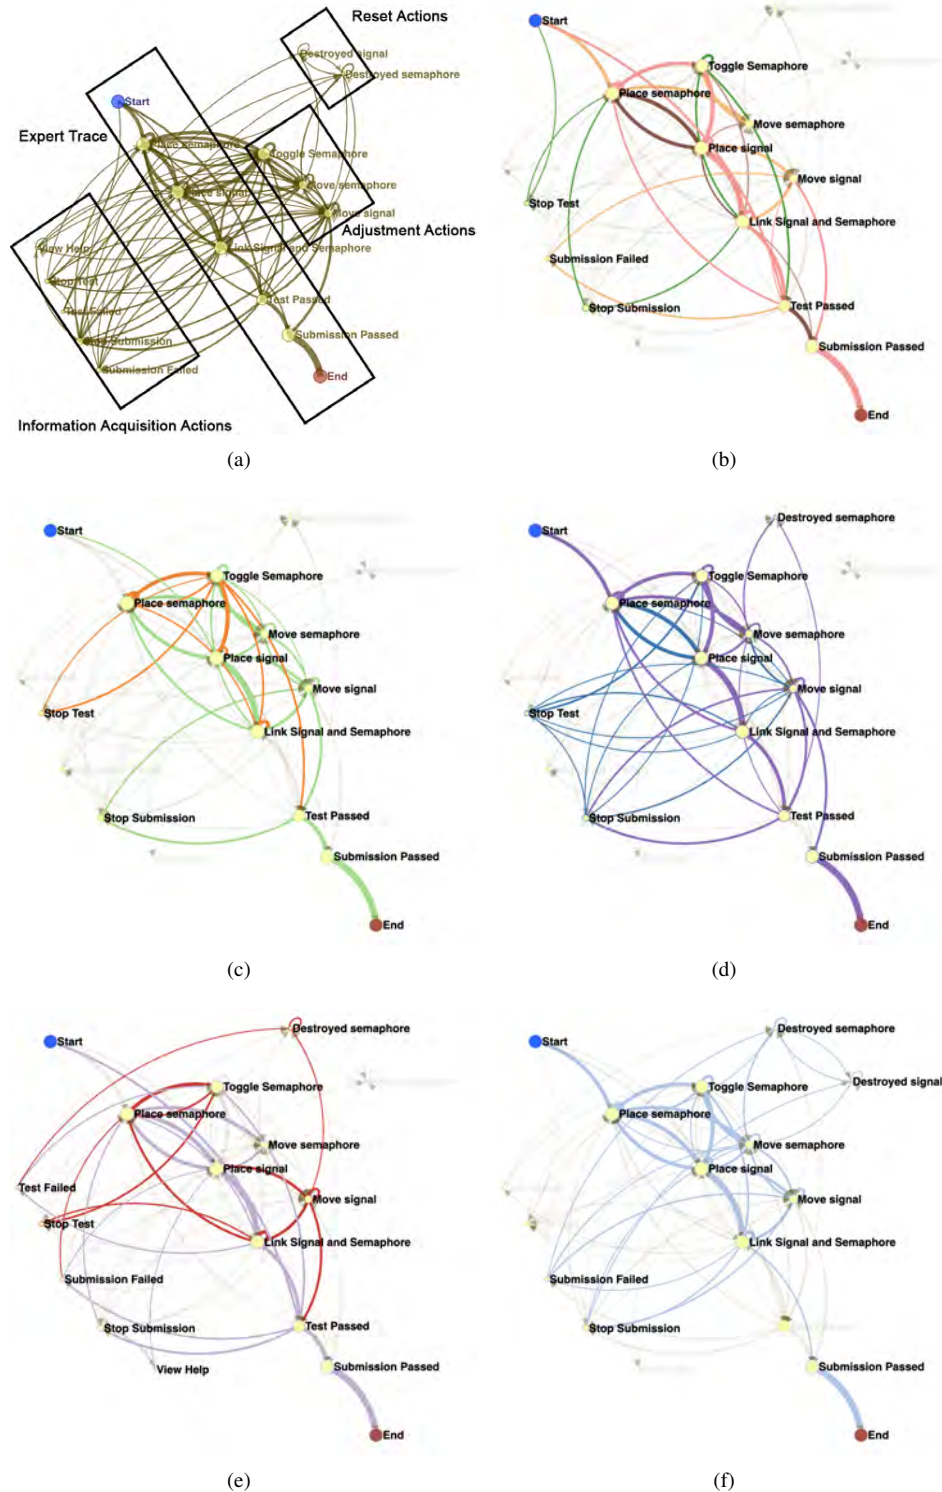 Reset Actions
Destroyed signal
Destroyed semaphore
Start
Expert Trace
Place semaphore
Toggle Semaphore
Place signal
Move semaphore
Move signal
Adjustment Actions
View Help
Link Signal and Semaphore
Stop Test
Test Passed
Test Failed
Stop Submission
Submission Passed
Submission Failed
End
Information Acquisition Actions
(a)
Start
Toggle Semaphore
Place semaphore
Move semaphore
Place signal
Move signal
Stop Test
Link Signal and Semaphore
Submission Failed
Stop Submission
Test Passed
Submission Passed
End
(b)
Start
Toggle Semaphore
Place semaphore
Move semaphore
Place signal
Move signal
Stop Test
Link Signal and Semaphore
Stop Submission
Test Passed
Submission Passed
End
(c)
Destroyed semaphore
Start
Toggle Semaphore
Place semaphore
Move semaphore
Place signal
Move signal
Stop Test
Link Signal and Semaphore
Stop Submission
Test Passed
Submission Passed
End
(d)
Destroyed semaphore
Start
Toggle Semaphore
Place semaphore
Move semaphore
Place signal
Test Failed
Move signal
Stop Test
Link Signal and Semaphore
Submission Failed
Stop Submission
Test Passed
View Help
Submission Passed
End
(e)
Destroyed semaphore
Start
Destroyed signal
Toggle Semaphore
Place semaphore
Move semaphore
Place signal
Move signal
Link Signal and Semaphore
Submission Failed
Stop Submission
Submission Passed
End
(f)